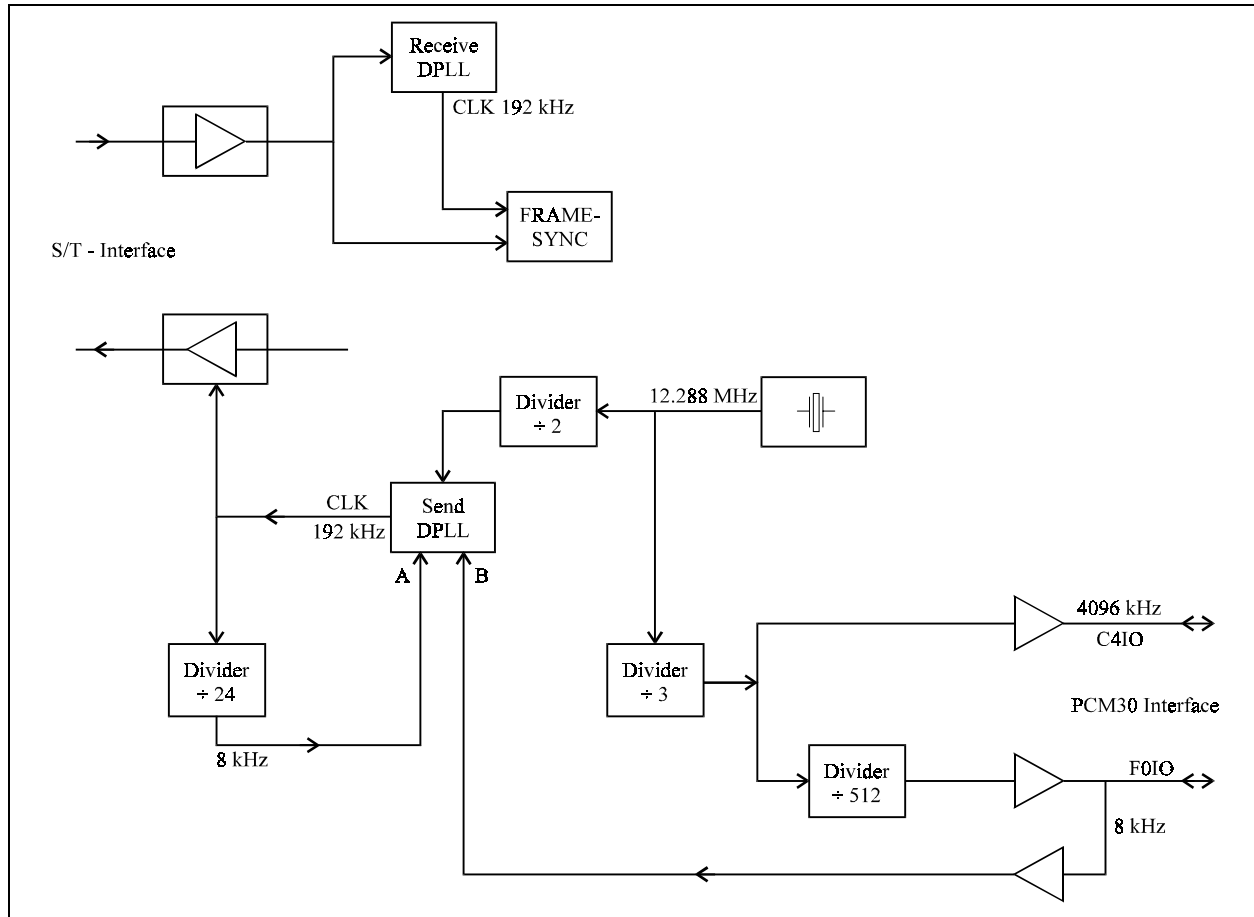 Receive
DPLL
CLK 192 kHz
FRAME-
SYNC
S/T - Interface
12.288 MHz
Divider
÷ 2
CLK
192 kHz
Send
DPLL
A
B
4096 kHz
C4IO
Divider
÷ 24
Divider
÷ 3
PCM30 Interface
8 kHz
Divider
÷ 512
F0IO
8 kHz